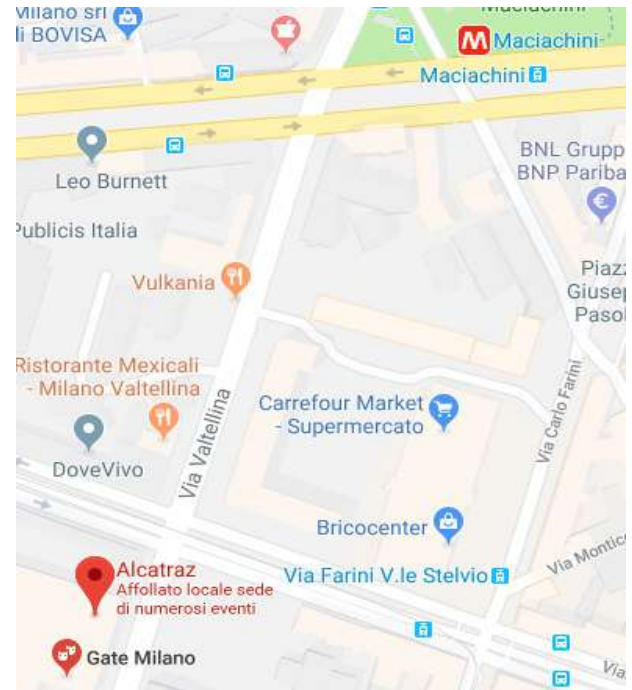 Milano srl
li BOVISA
Maciachini
M Maciachini
Maciachini
Leo Burnett
BNL Grupp
BNP Pariba
Publicis Italia
Vulkania
Piazz
Giusep
Pasol
Ristorante Mexicali
- Milano Valtellina
Carrefour Market
- Supermercato
Via Carlo Farini
Via Valtellina
DoveVivo
Bricocenter
Via Montic
Alcatraz
Affollato locale sede
di numerosi eventi
Via Farini V.le Stelvio
Gate Milano
Via